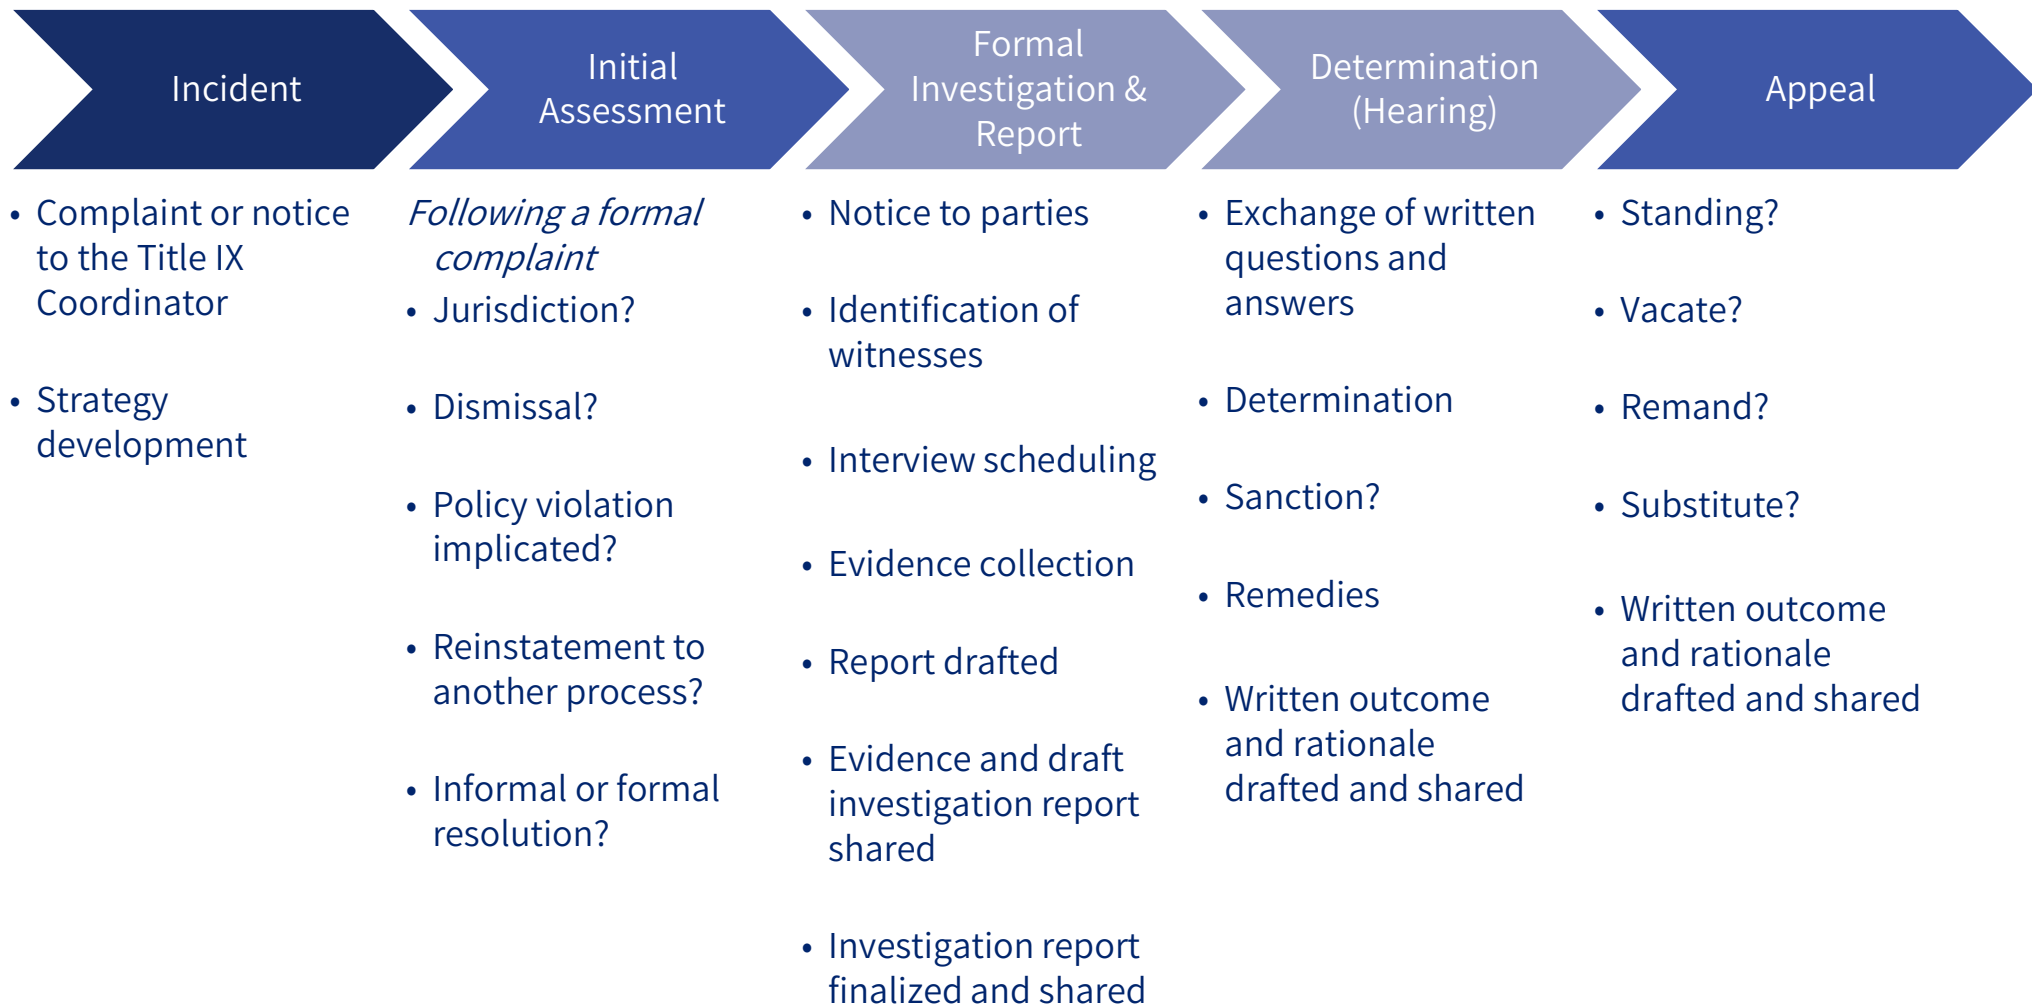 Incident
Initial
Assessment
Formal
Investigation &
Report
Determination
(Hearing)
Appeal
• Complaint or notice
to the Title IX
Coordinator
• Strategy
development
Following a formal
complaint
• Jurisdiction?
• Dismissal?
• Policy violation
implicated?
• Reinstatement to
another process?
• Informal or formal
resolution?
• Notice to parties
• Identification of
witnesses
• Interview scheduling
• Evidence collection
• Report drafted
• Evidence and draft
investigation report
shared
• Investigation report
finalized and shared
• Exchange of written
questions and
answers
• Determination
• Sanction?
• Remedies
• Written outcome
and rationale
drafted and shared
• Standing?
• Vacate?
• Remand?
• Substitute?
• Written outcome
and rationale
drafted and shared